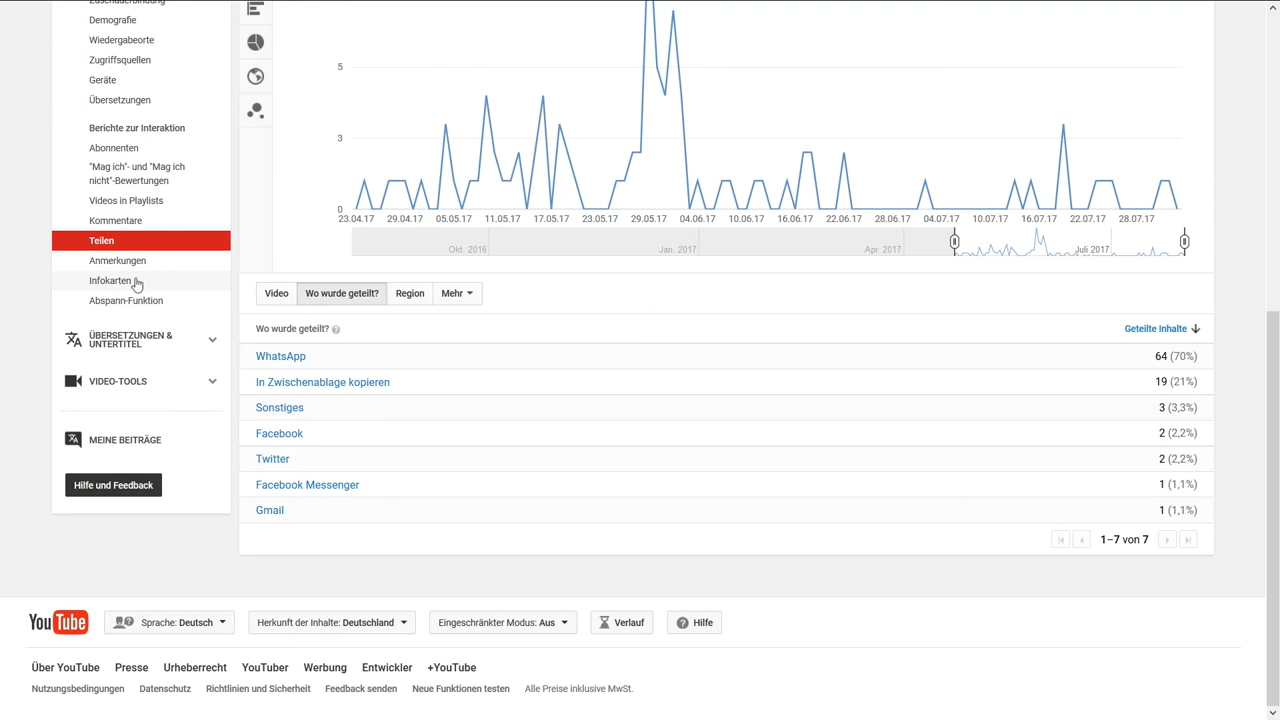 Demografie
Wiedergabeorte
Zugriffsquellen
Geräte
Übersetzungen
Berichte zur Interaktion
Abonnenten
"Mag ich"- und "Mag ich
nicht"-Bewertungen
Videos in Playlists
Kommentare
Teilen
Anmerkungen
Infokarten
Abspann-Funktion
ÜBERSETZUNGEN &
UNTERTITEL
VIDEO-TOOLS
MEINE BEITRÄGE
Hilfe und Feedback
5
3
0
23.04.17 29.04.17 05.05.17 11.05.17 17.05.17 23.05.17 29.05.17 04.06.17 10.06.17 16.06.17 22.06.17 28.06.17 04.07.17 10.07.17 16.07.17 22.07.17 28.07.17
Okt. 2016 Jan. 2017 Apr. 2017 Juli 2017
Video Wo wurde geteilt? Region Mehr
Wo wurde geteilt? Geteilte Inhalte
WhatsApp 64 (70%)
In Zwischenablage kopieren 19 (21%)
Sonstiges 3 (3,3%)
Facebook 2 (2,2%)
Twitter 2 (2,2%)
Facebook Messenger 1 (1,1%)
Gmail 1 (1,1%)
1–7 von 7
YouTube Sprache: Deutsch Herkunft der Inhalte: Deutschland Eingeschränkter Modus: Aus Verlauf Hilfe
Über YouTube Presse Urheberrecht YouTuber Werbung Entwickler +YouTube
Nutzungsbedingungen Datenschutz Richtlinien und Sicherheit Feedback senden Neue Funktionen testen Alle Preise inklusive MwSt.